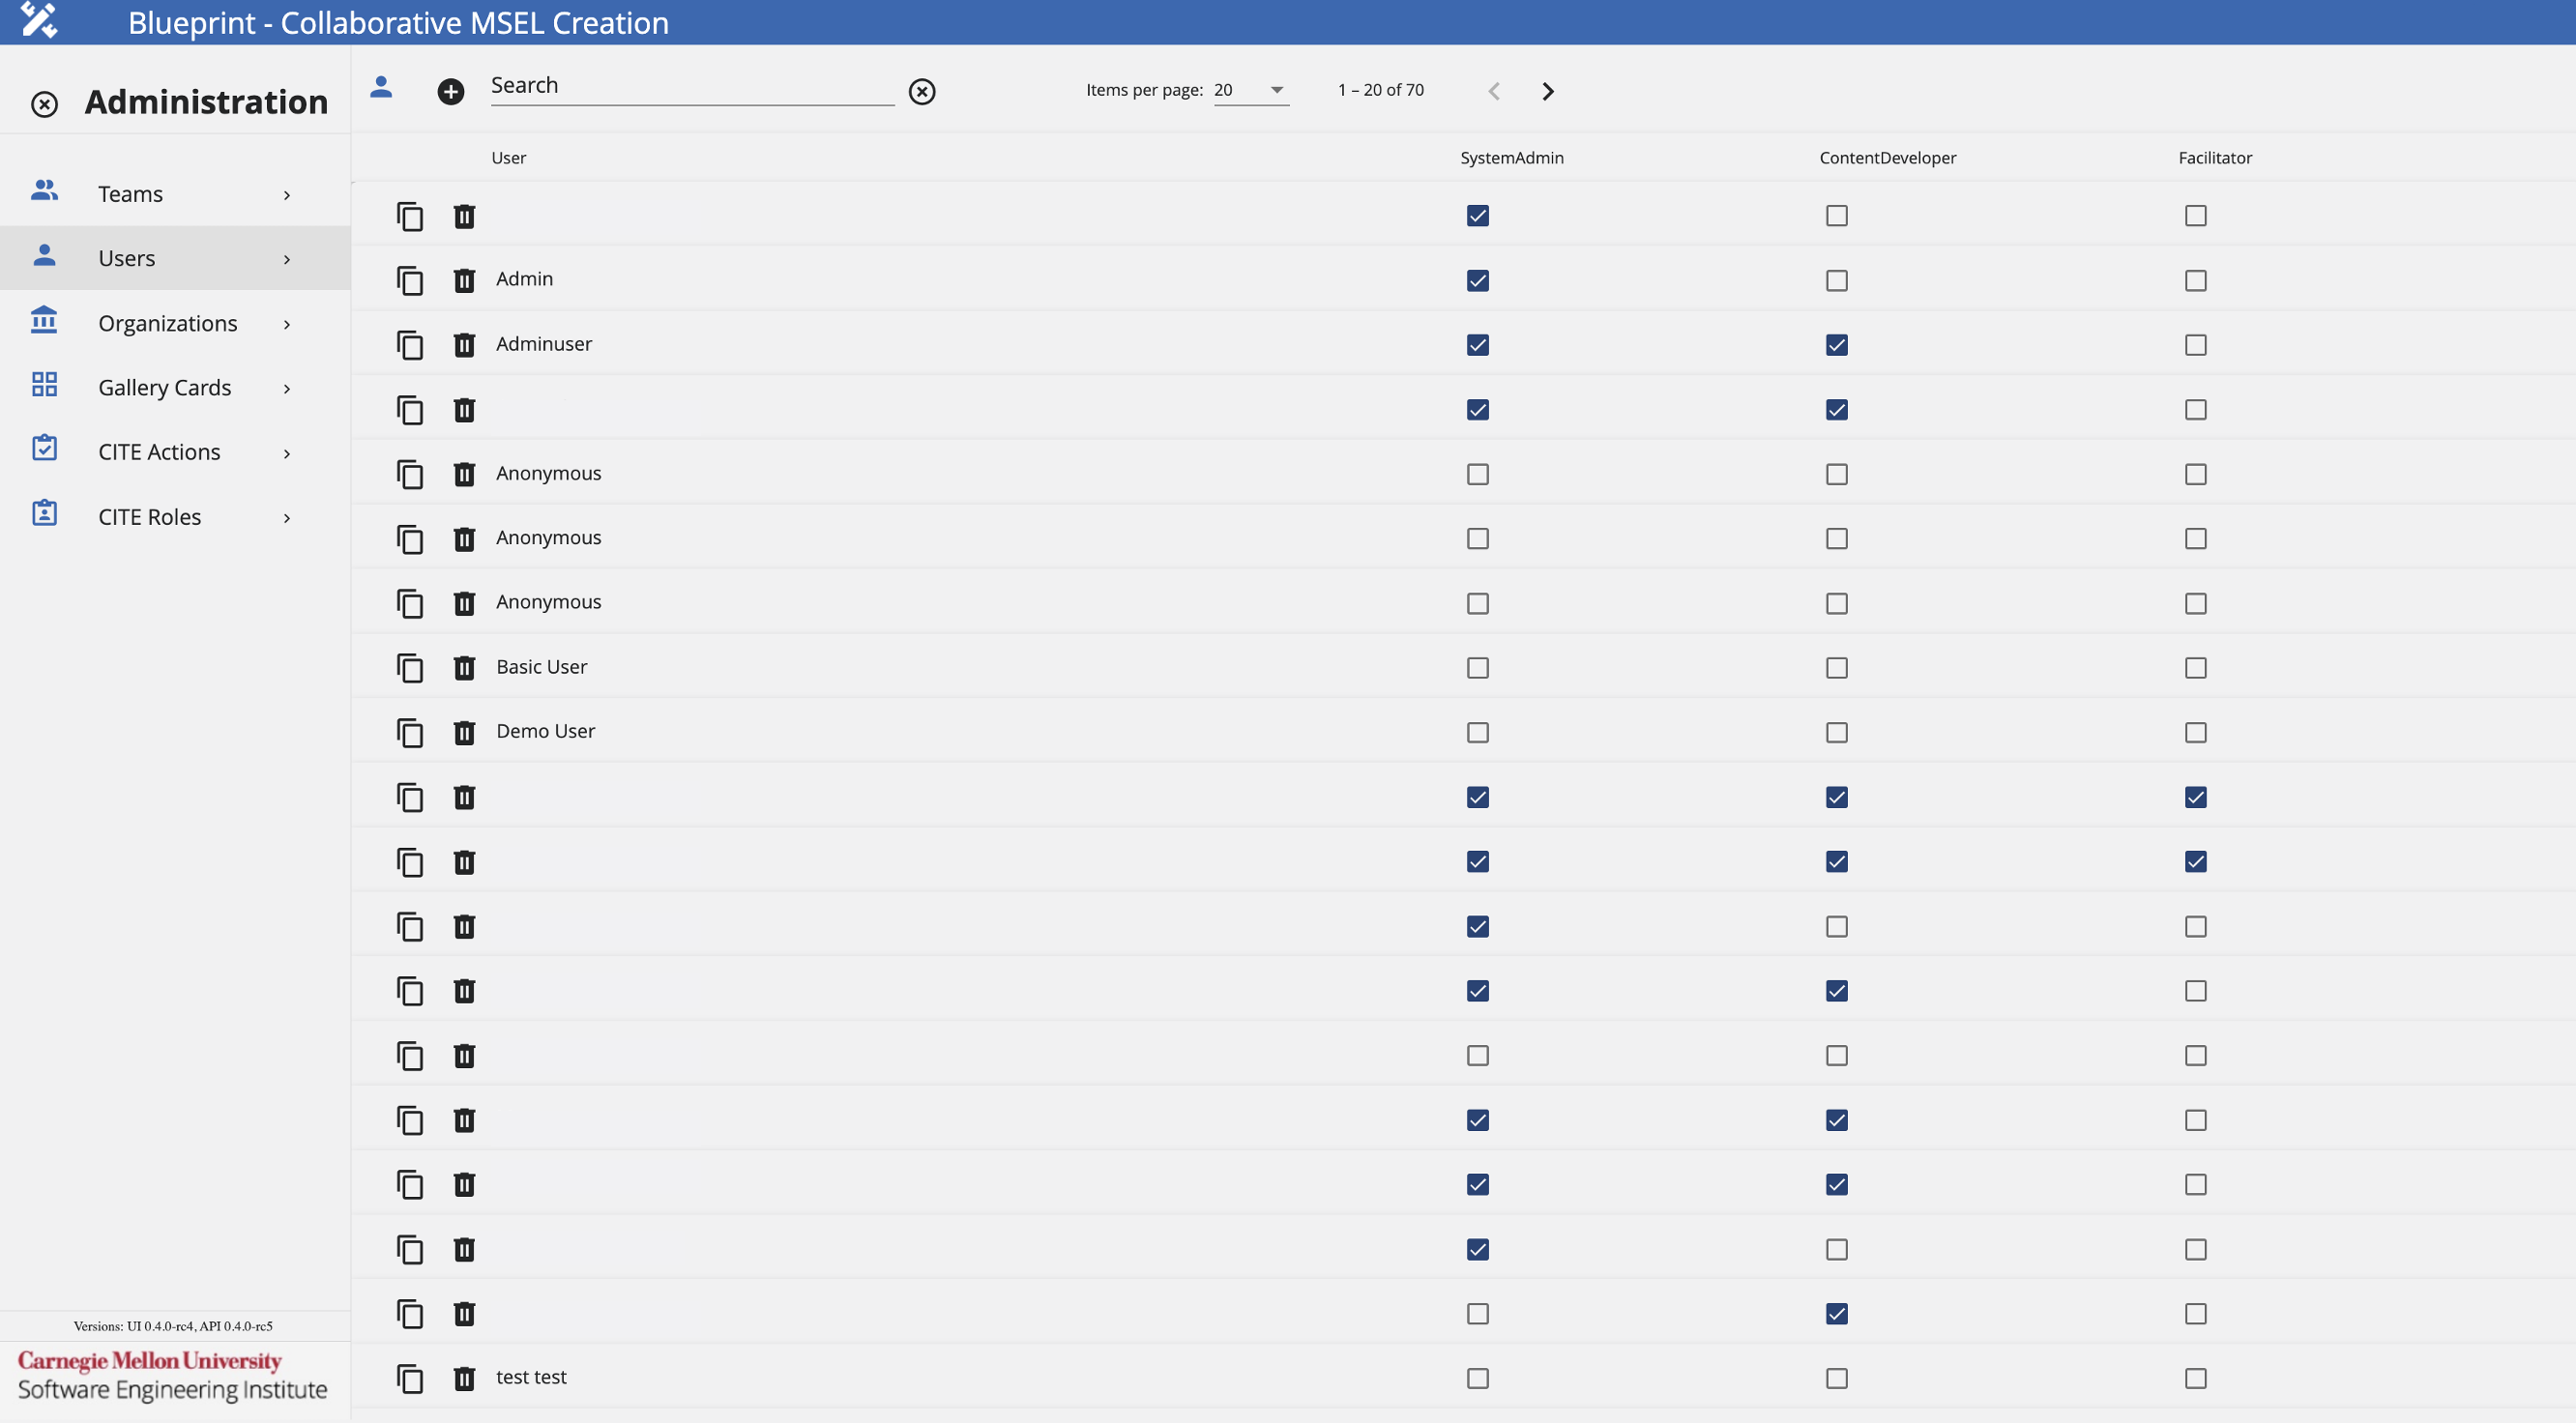 Blueprint - Collaborative MSEL Creation
Administration
Teams
Users
Organizations
Gallery Cards
CITE Actions
CITE Roles
Versions: UI 0.4.0-rc4, API 0.4.0-rc5
Carnegie Mellon University
Software Engineering Institute
Search
Items per page: 20
1 – 20 of 70
User SystemAdmin ContentDeveloper Facilitator
Admin
Adminuser
Anonymous
Anonymous
Anonymous
Basic User
Demo User
test test